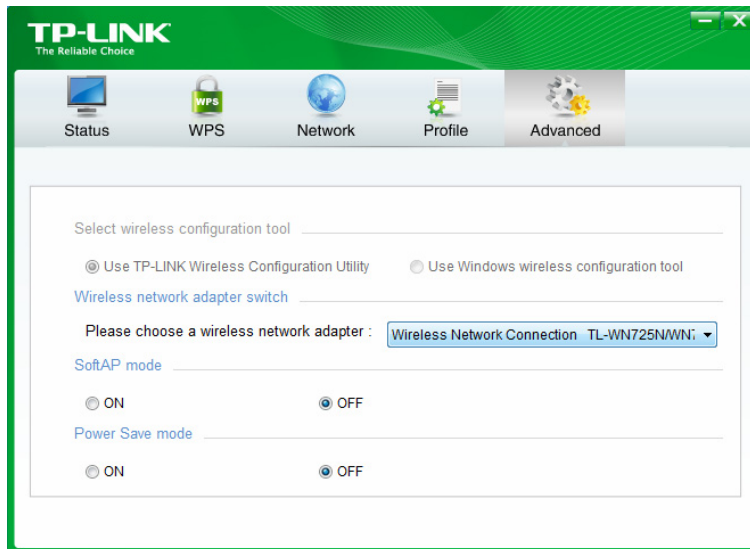 TP-LINK
The Reliable Choice
Status WPS Network Profile Advanced
WPS
Select wireless configuration tool
Use TP-LINK Wireless Configuration Utility Use Windows wireless configuration tool
Wireless network adapter switch
Please choose a wireless network adapter : Wireless Network Connection TL-WN725N/WN7
SoftAP mode
ON OFF
Power Save mode
ON OFF